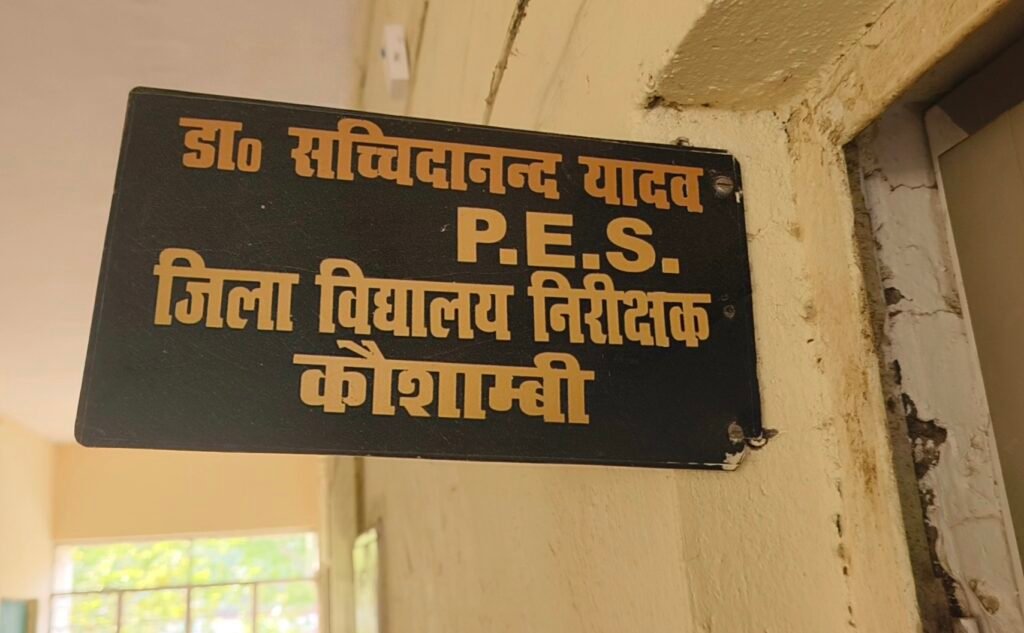 डा० सच्चिदानन्द यादव
P.E.S.
जिला विद्यालय निरीक्षक
कौशाम्बी